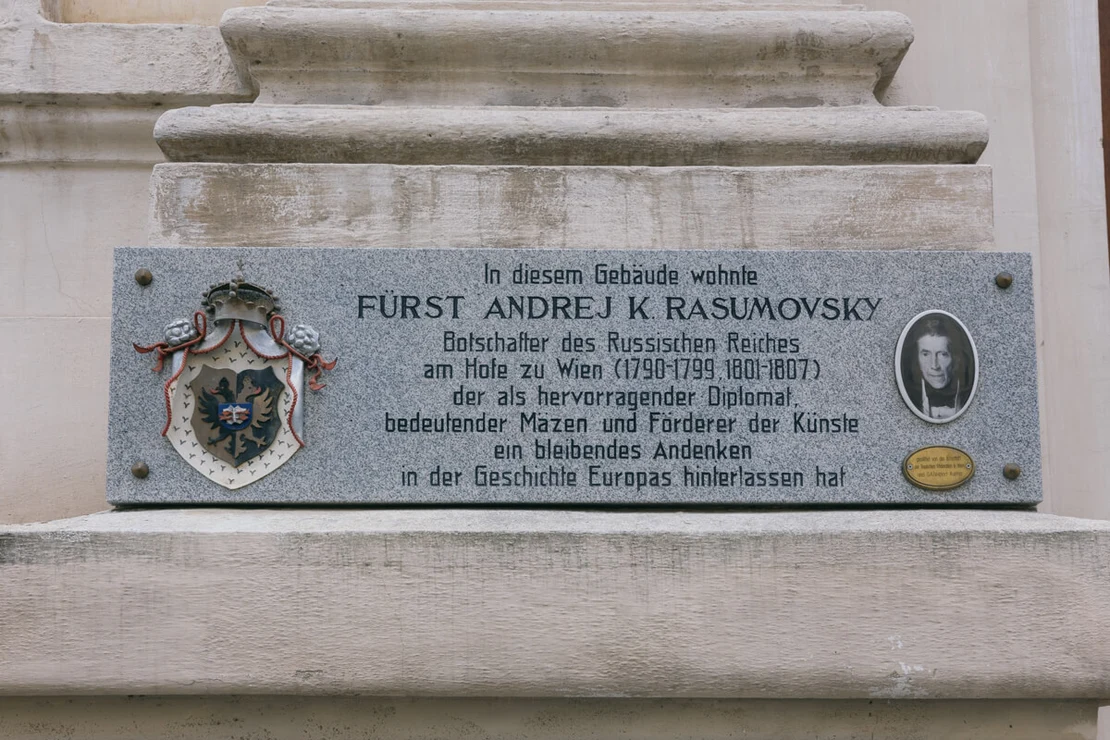 In diesem Gebäude wohnte
FÜRST ANDREJ K. RASUMOVSKY
Botschafter des Russischen Reiches
am Hofe zu Wien (1790-1799, 1801-1807)
der als hervorragender Diplomat,
bedeutender Mäzen und Förderer der Künste
ein bleibendes Andenken
in der Geschichte Europas hinterlassen hat